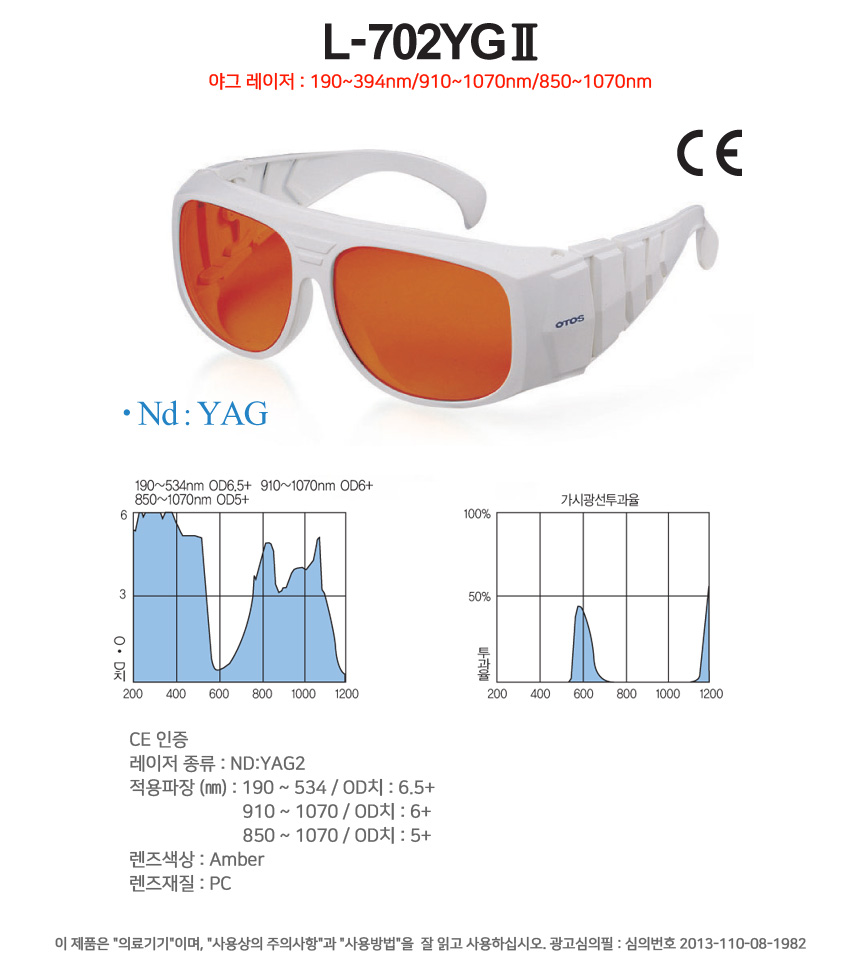 L-702YGⅡ
야그 레이저 : 190~394nm/910~1070nm/850~1070nm
CE
OTOS
• Nd : YAG
190~534nm OD6.5+ 910~1070nm OD6+
850~1070nm OD5+
6
3
O·D치
200 400 600 800 1000 1200
가시광선투과율
100%
50%
투과율
200 400 600 800 1000 1200
CE 인증
레이저 종류 : ND:YAG2
적용파장 (㎚) : 190 ~ 534 / OD치 : 6.5+
910 ~ 1070 / OD치 : 6+
850 ~ 1070 / OD치 : 5+
렌즈색상 : Amber
렌즈재질 : PC
이 제품은 "의료기기"이며, "사용상의 주의사항"과 "사용방법"을 잘 읽고 사용하십시오. 광고심의필 : 심의번호 2013-110-08-1982